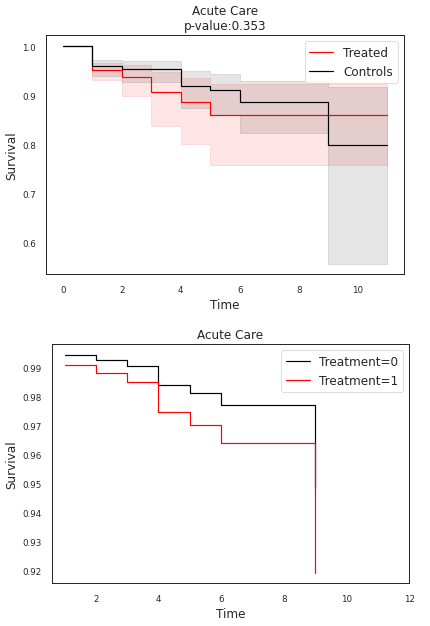 Acute Care
p-value:0.353
1.0
0.9
0.8
0.7
0.6
Survival
Treated
Controls
0 2 4 6 8 10
Time
Acute Care
0.99
0.98
0.97
0.96
0.95
0.94
0.93
0.92
Survival
Treatment=0
Treatment=1
2 4 6 8 10 12
Time